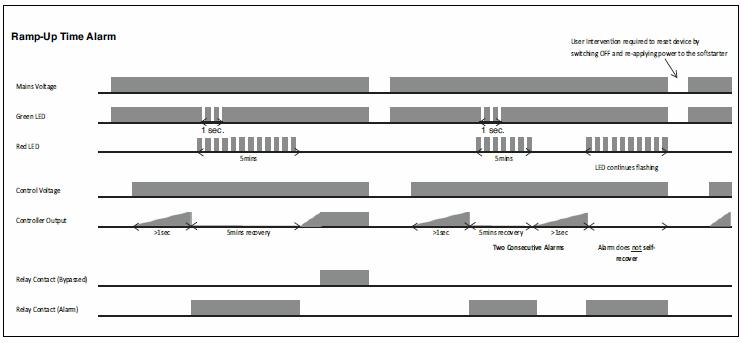 Ramp-Up Time Alarm
User Intervention required to reset device by
switching OFF and re-applying power to the softstarter
Mains Voltage
Green LED
1 sec.
1 sec.
Red LED
5mins
5mins
LED continues flashing
Control Voltage
Controller Output
>1sec
5mins recovery
>1sec
5mins recovery
>1sec
Two Consecutive Alarms
Alarm does not self-
recover
Relay Contact (Bypassed)
Relay Contact (Alarm)